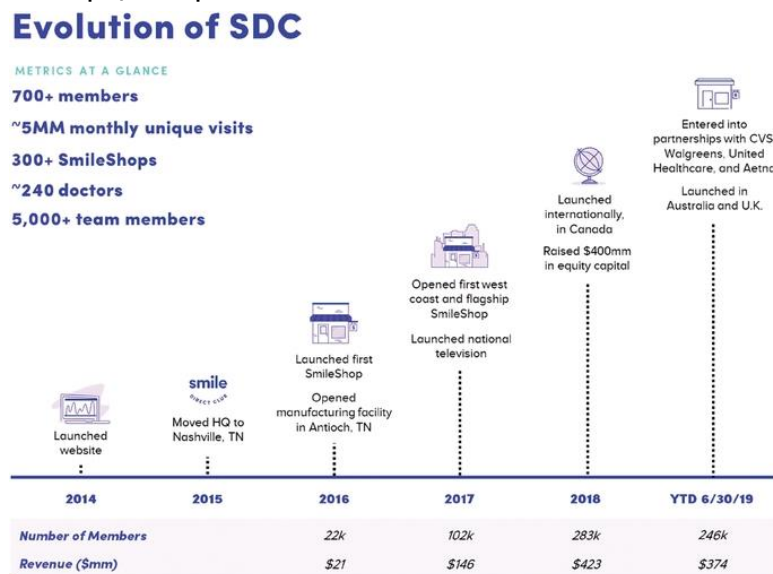 Evolution of SDC
METRICS AT A GLANCE
700+ members
~5MM monthly unique visits
300+ SmileShops
~240 doctors
5,000+ team members
Launched
website
smile
DIRECT CLUB
Moved HQ to
Nashville, TN
Launched first
SmileShop
Opened
manufacturing facility
in Antioch, TN
Opened first west
coast and flagship
SmileShop
Launched national
television
Launched
internationally,
in Canada
Raised $400mm
in equity capital
Entered into
partnerships with CVS
Walgreens, United
Healthcare, and Aetna
Launched in
Australia and U.K.
2014 2015 2016 2017 2018 YTD 6/30/19
Number of Members 22k 102k 283k 246k
Revenue ($mm) $21 $146 $423 $374